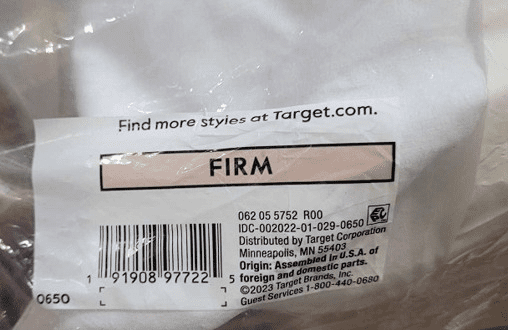 Find more styles at Target.com.
FIRM
062 05 5752 R00
IDC-002022-01-029-0650
Distributed by Target Corporation
Minneapolis, MN 55403
Origin: Assembled in U.S.A. of
foreign and domestic parts.
©2023 Target Brands, Inc.
Guest Services 1-800-440-0680
1 91908 97722 5
0650